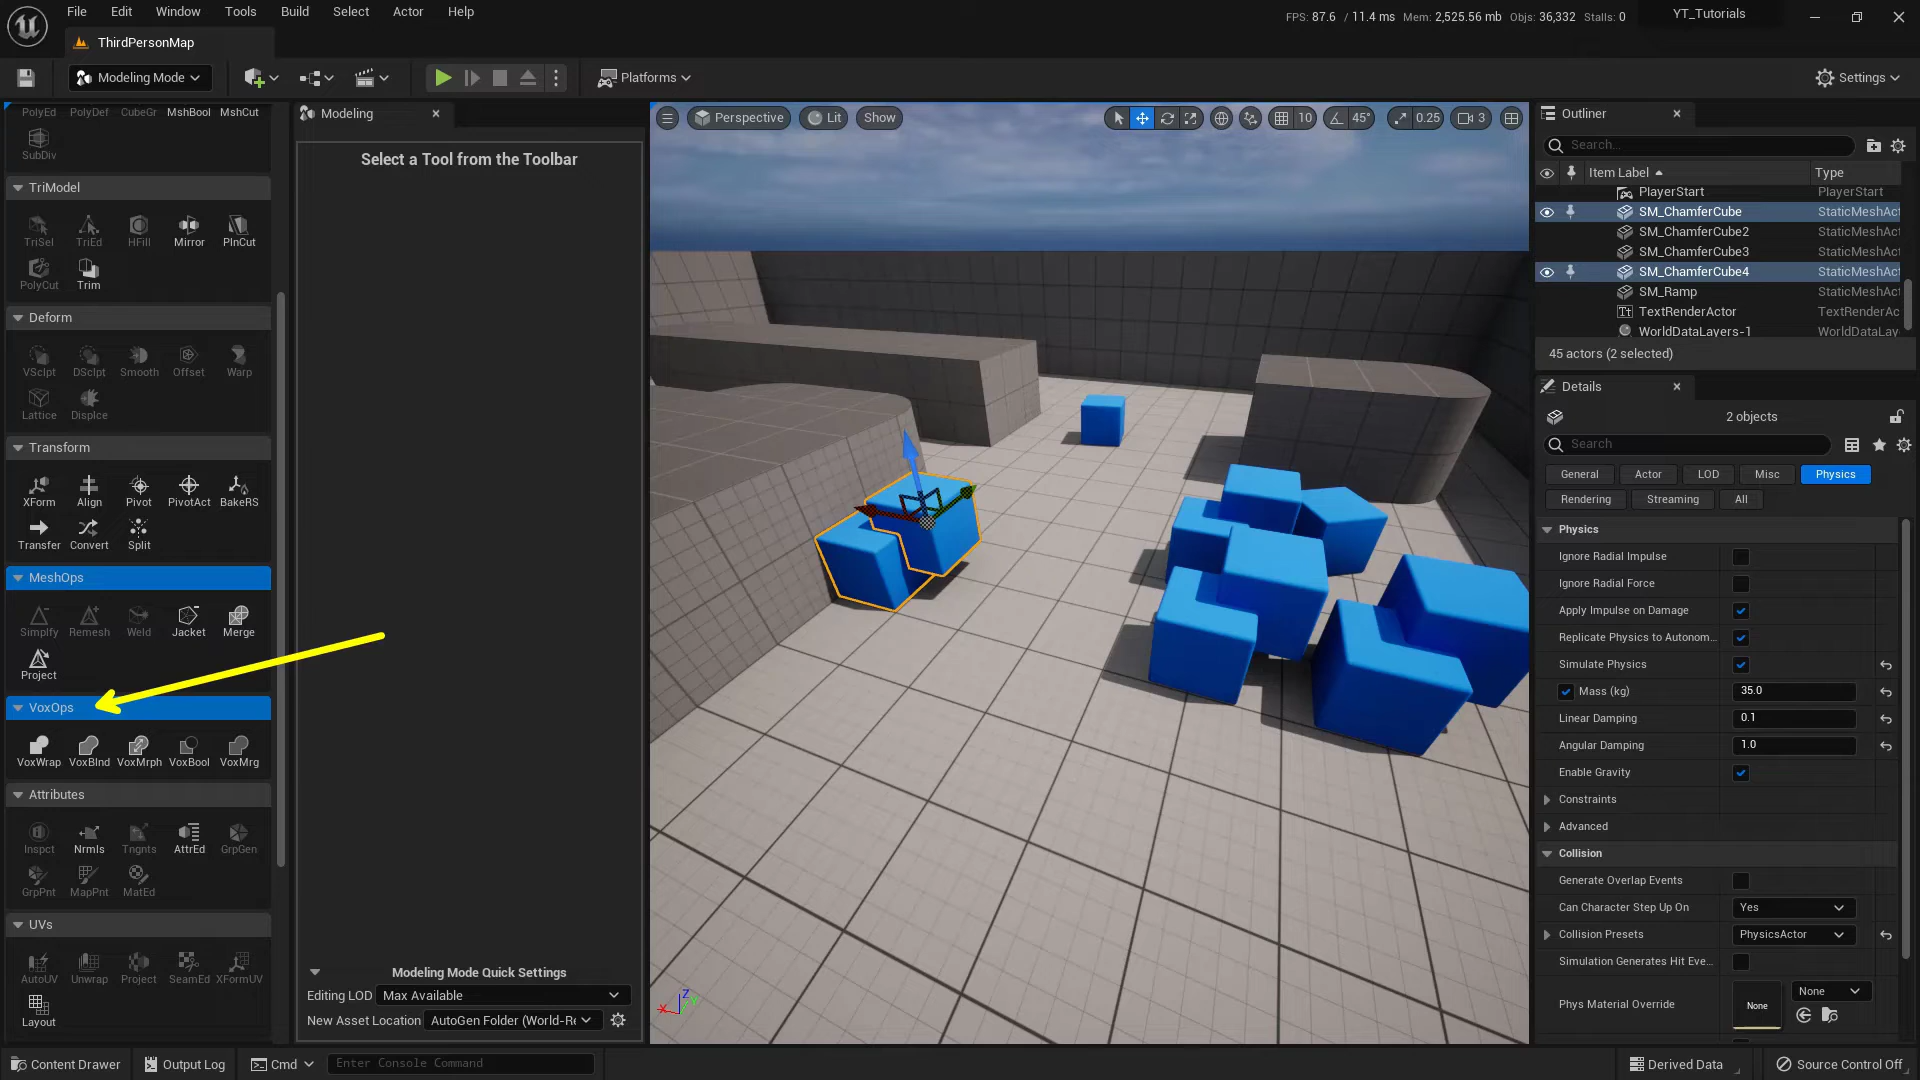 File Edit Window Tools Build Select Actor Help
FPS: 87.6 / 11.4 ms Mem: 2,525.56 mb Objs: 36,332 Stalls: 0
YT_Tutorials
ThirdPersonMap
Modeling Mode
Platforms
Settings
PolyEd PolyDef CubeGr MshBool MshCut
SubDiv
TriModel
TriSel TriEd HFill Mirror PlnCut
PolyCut Trim
Deform
VSclpt DSclpt Smooth Offset Warp
Lattice Displce
Transform
XForm Align Pivot PivotAct BakeRS
Transfer Convert Split
MeshOps
Simplfy Remesh Weld Jacket Merge
Project
VoxOps
VoxWrap VoxBlnd VoxMrph VoxBool VoxMrg
Attributes
Inspct Nrmls Tngnts AttrEd GrpGen
GrpPnt MapPnt MatEd
UVs
AutoUV Unwrap Project SeamEd XFormUV
Layout
Modeling
Select a Tool from the Toolbar
Modeling Mode Quick Settings
Editing LOD Max Available
New Asset Location AutoGen Folder (World-Re
Perspective Lit Show
10 45° 0.25 3
X Z Y
Outliner
Search...
Item Label Type
PlayerStart PlayerStart
SM_ChamferCube StaticMeshAct
SM_ChamferCube2 StaticMeshAct
SM_ChamferCube3 StaticMeshAct
SM_ChamferCube4 StaticMeshAct
SM_Ramp StaticMeshAct
TextRenderActor TextRenderAc
WorldDataLayers-1 WorldDataLay
45 actors (2 selected)
Details
2 objects
Search
General Actor LOD Misc Physics
Rendering Streaming All
Physics
Ignore Radial Impulse
Ignore Radial Force
Apply Impulse on Damage
Replicate Physics to Autonom...
Simulate Physics
Mass (kg) 35.0
Linear Damping 0.1
Angular Damping 1.0
Enable Gravity
Constraints
Advanced
Collision
Generate Overlap Events
Can Character Step Up On Yes
Collision Presets PhysicsActor
Simulation Generates Hit Eve...
Phys Material Override None None
Content Drawer Output Log Cmd Enter Console Command
Derived Data Source Control Off